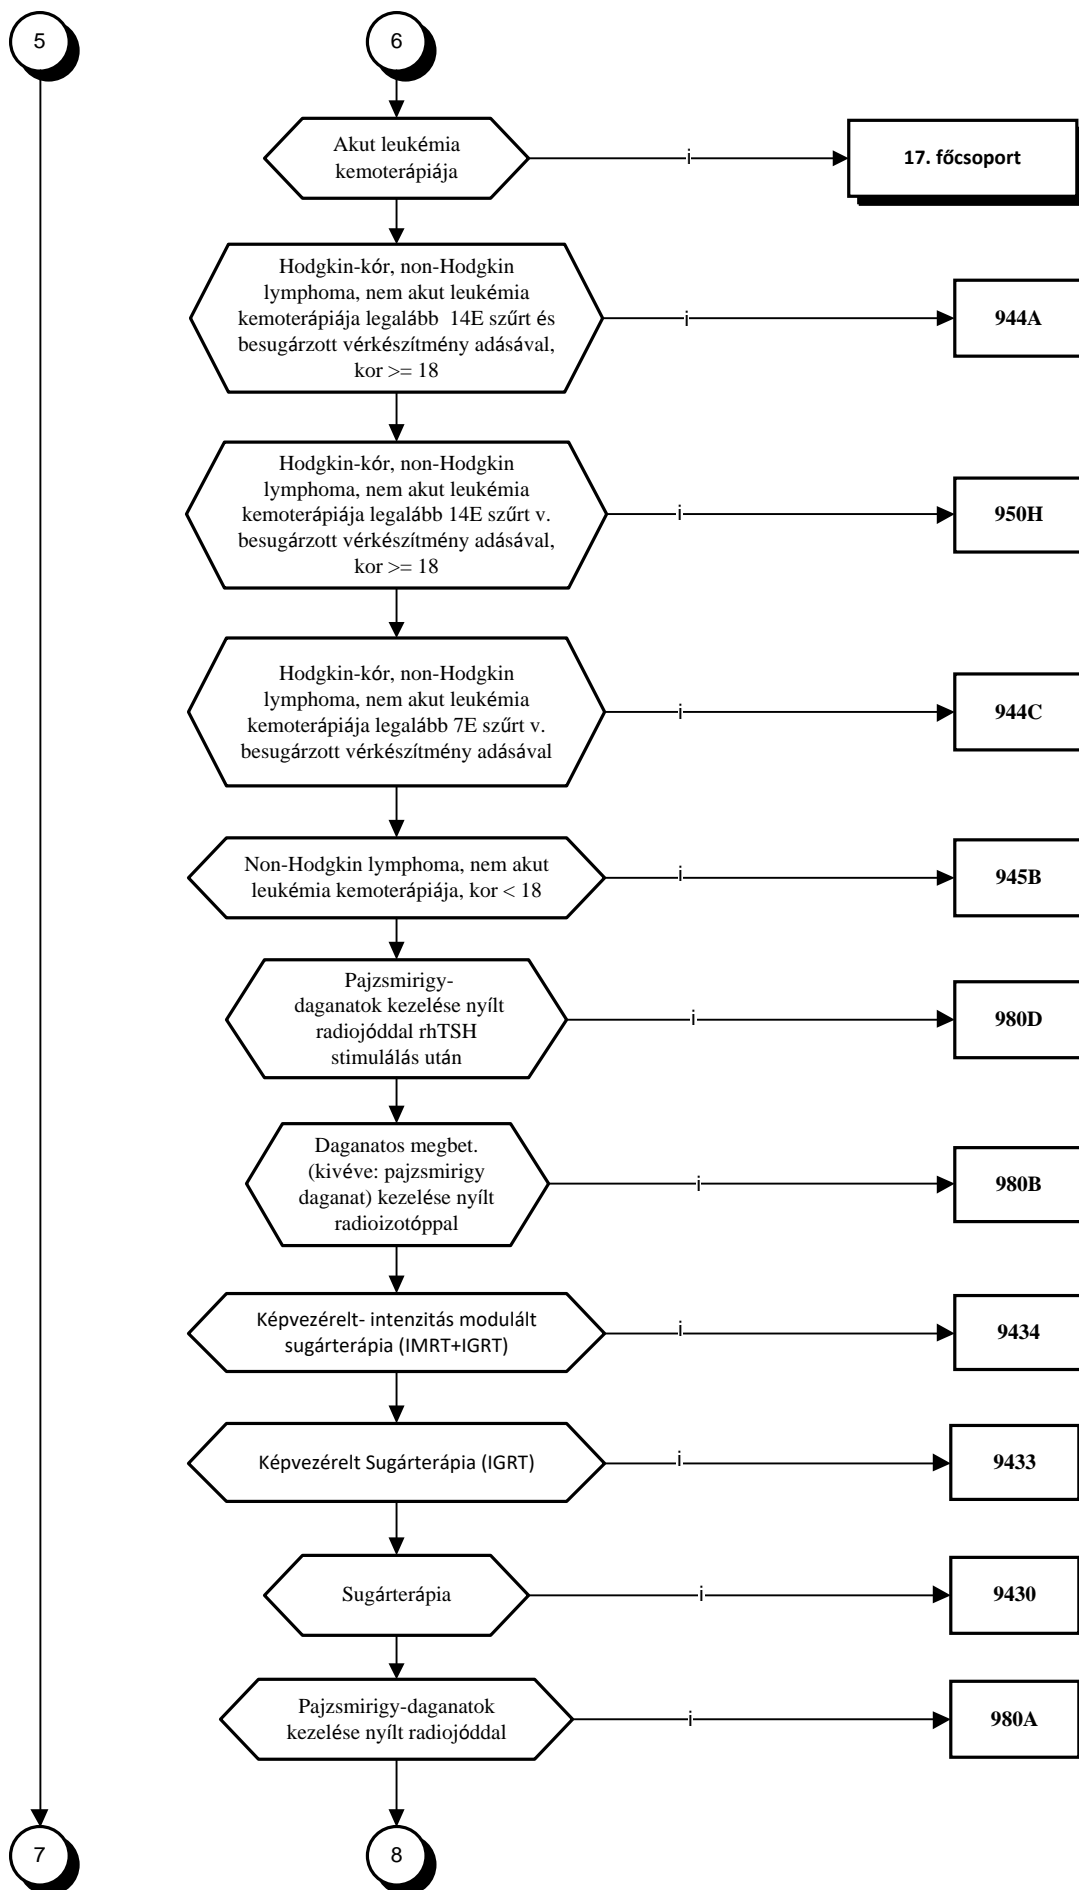 5
6
Akut leukémia
kemoterápiája
i
17. főcsoport
Hodgkin-kór, non-Hodgkin
lymphoma, nem akut leukémia
kemoterápiája legalább 14E szűrt és
besugárzott vérkészítmény adásával,
kor >= 18
i
944A
Hodgkin-kór, non-Hodgkin
lymphoma, nem akut leukémia
kemoterápiája legalább 14E szűrt v.
besugárzott vérkészítmény adásával,
kor >= 18
i
950H
Hodgkin-kór, non-Hodgkin
lymphoma, nem akut leukémia
kemoterápiája legalább 7E szűrt v.
besugárzott vérkészítmény adásával
i
944C
Non-Hodgkin lymphoma, nem akut
leukémia kemoterápiája, kor < 18
i
945B
Pajzsmirigy-
daganatok kezelése nyílt
radiojóddal rhTSH
stimulálás után
i
980D
Daganatos megbet.
(kivéve: pajzsmirigy
daganat) kezelése nyílt
radioizotóppal
i
980B
Képvezérelt- intenzitás modulált
sugárterápia (IMRT+IGRT)
i
9434
Képvezérelt Sugárterápia (IGRT)
i
9433
Sugárterápia
i
9430
Pajzsmirigy-daganatok
kezelése nyílt radiojóddal
i
980A
7
8